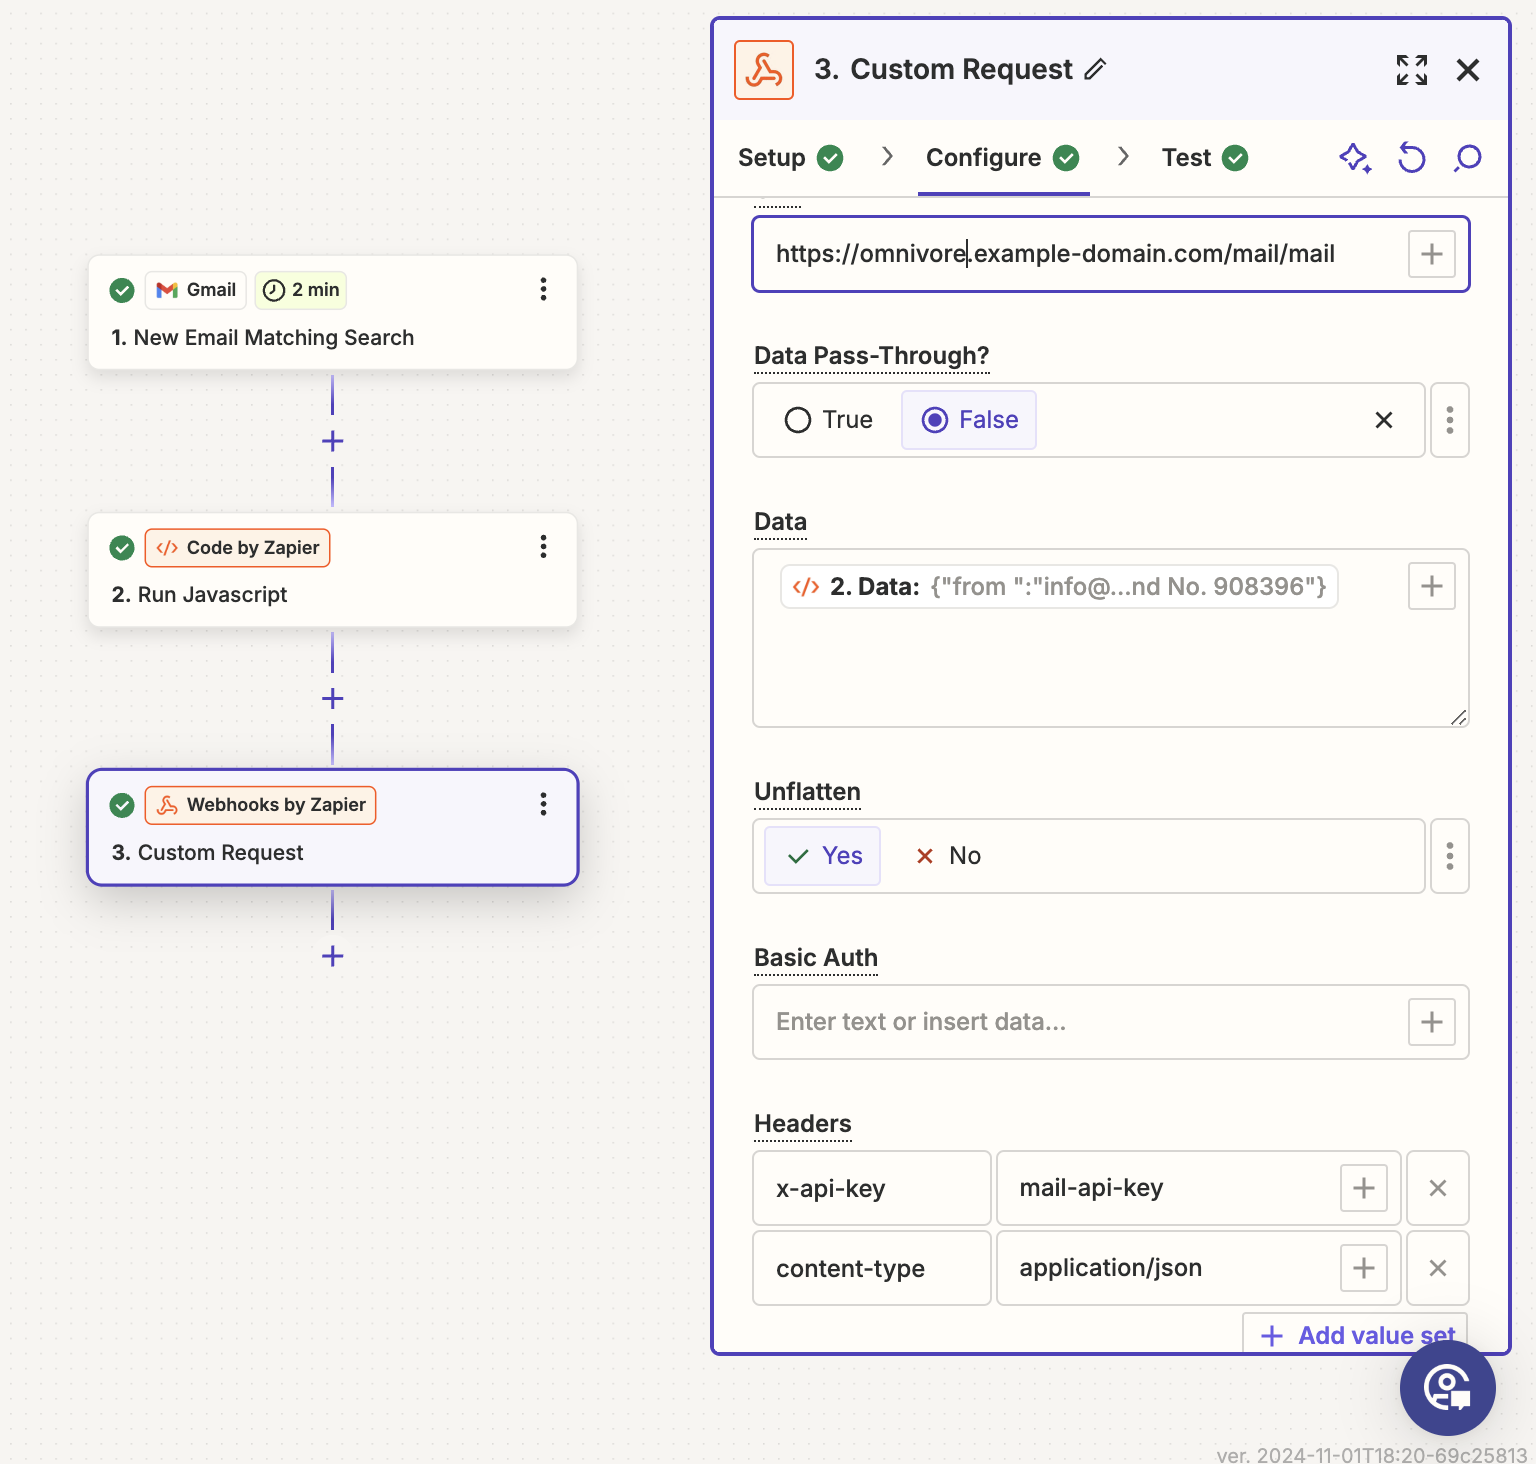 Gmail
2 min
1. New Email Matching Search
Code by Zapier
2. Run Javascript
Webhooks by Zapier
3. Custom Request
3. Custom Request
Setup
Configure
Test
https://omnivore.example-domain.com/mail/mail
Data Pass-Through?
True
False
Data
2. Data: {"from ":"info@...nd No. 908396"}
Unflatten
Yes
No
Basic Auth
Enter text or insert data...
Headers
x-api-key
mail-api-key
content-type
application/json
Add value set
ver. 2024-11-01T18:20-69c25813